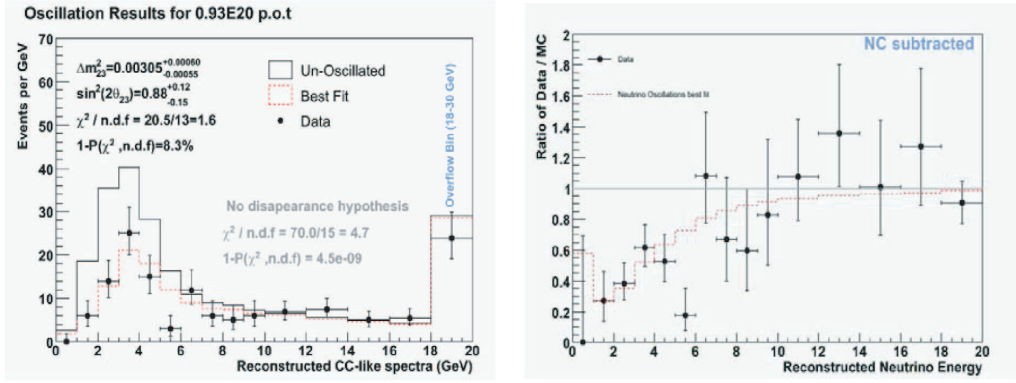 Oscillation Results for 0.93E20 p.o.t
Events per GeV
70
60
50
40
30
20
10
0
Δm²₂₃=0.00305 +0.00060 -0.00055
sin²(2θ₂₃)=0.88 +0.12 -0.15
χ² / n.d.f = 20.5/13=1.6
1-P(χ² ,n.d.f)=8.3%
Un-Oscillated
Best Fit
Data
Overflow Bin (18-30 GeV)
No disapearance hypothesis
χ² / n.d.f = 70.0/15 = 4.7
1-P(χ² ,n.d.f) = 4.5e-09
0 2 4 6 8 10 12 14 16 18 20
Reconstructed CC-like spectra (GeV)
Ratio of Data / MC
2
1.8
1.6
1.4
1.2
1
0.8
0.6
0.4
0.2
0
NC subtracted
Data
Neutrino Oscillations best fit
0 2 4 6 8 10 12 14 16 18 20
Reconstructed Neutrino Energy